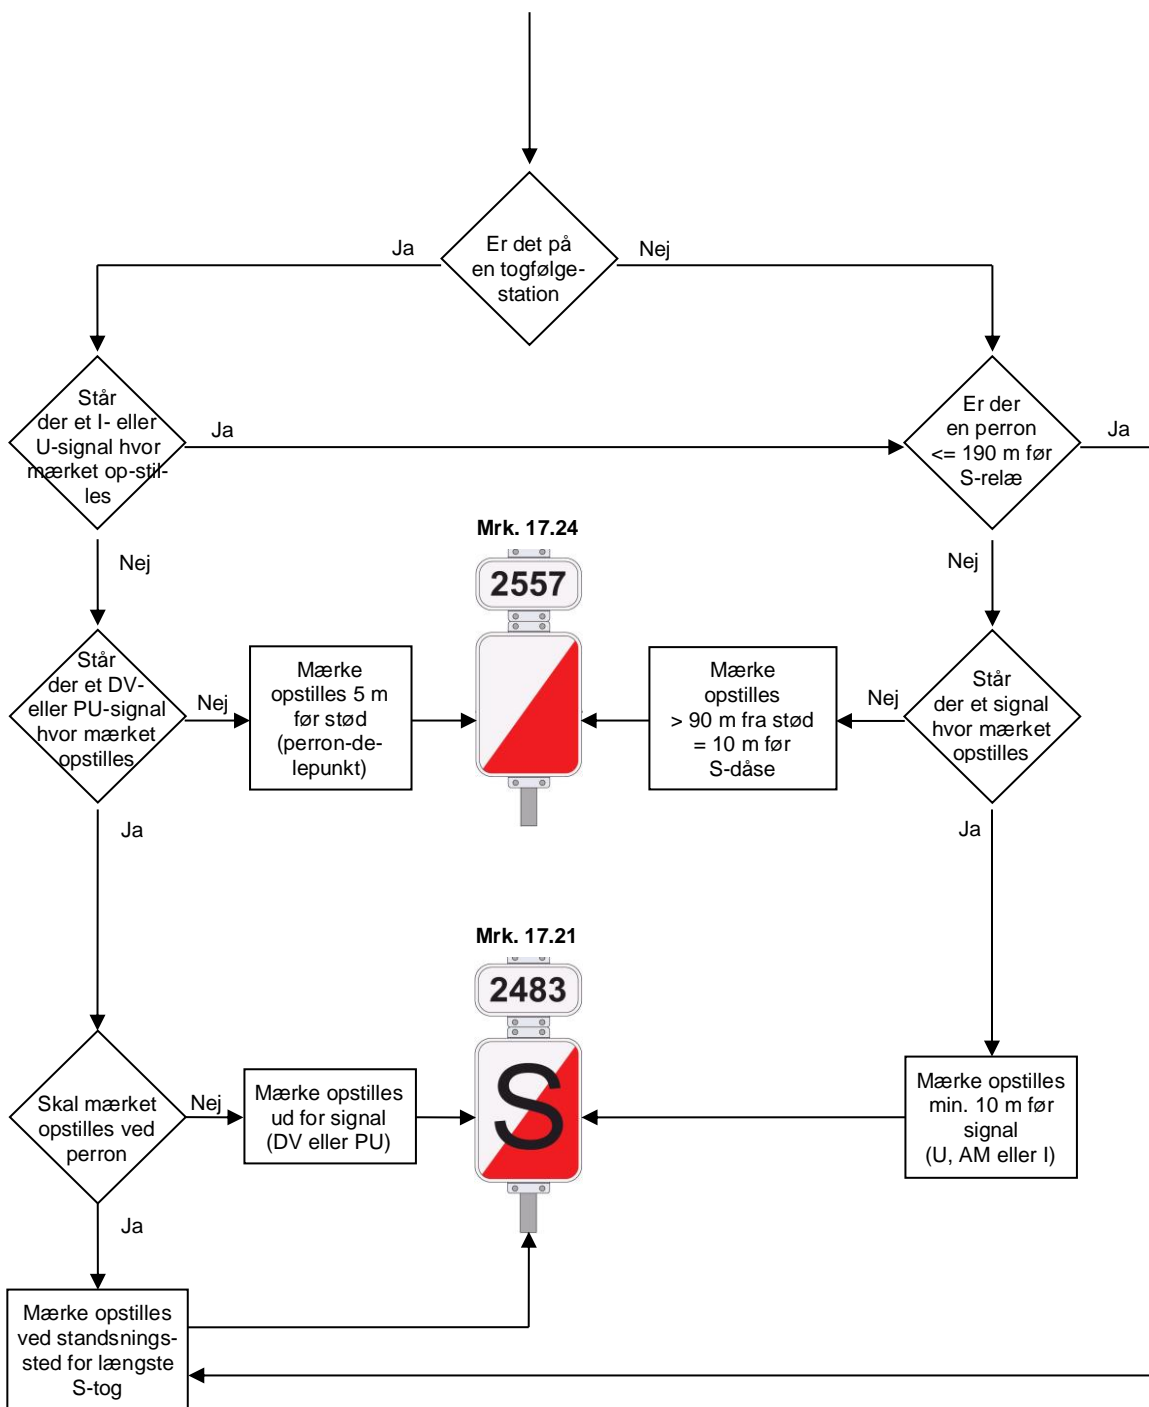 Er det på
en togfølge-
station
Ja
Nej
Står
der et I- eller
U-signal hvor
mærket op-stil-
les
Ja
Er der
en perron
<= 190 m før
S-relæ
Ja
Nej
Nej
Mrk. 17.24
2557
Står
der et DV-
eller PU-signal
hvor mærket
opstilles
Nej
Mærke
opstilles 5 m
før stød
(perron-de-
lepunkt)
Mærke
opstilles
> 90 m fra stød
= 10 m før
S-dåse
Nej
Står
der et signal
hvor mærket
opstilles
Ja
Ja
Mrk. 17.21
2483
S
Skal mærket
opstilles ved
perron
Nej
Mærke opstilles
ud for signal
(DV eller PU)
Mærke opstilles
min. 10 m før
signal
(U, AM eller I)
Ja
Mærke opstilles
ved standsnings-
sted for længste
S-tog